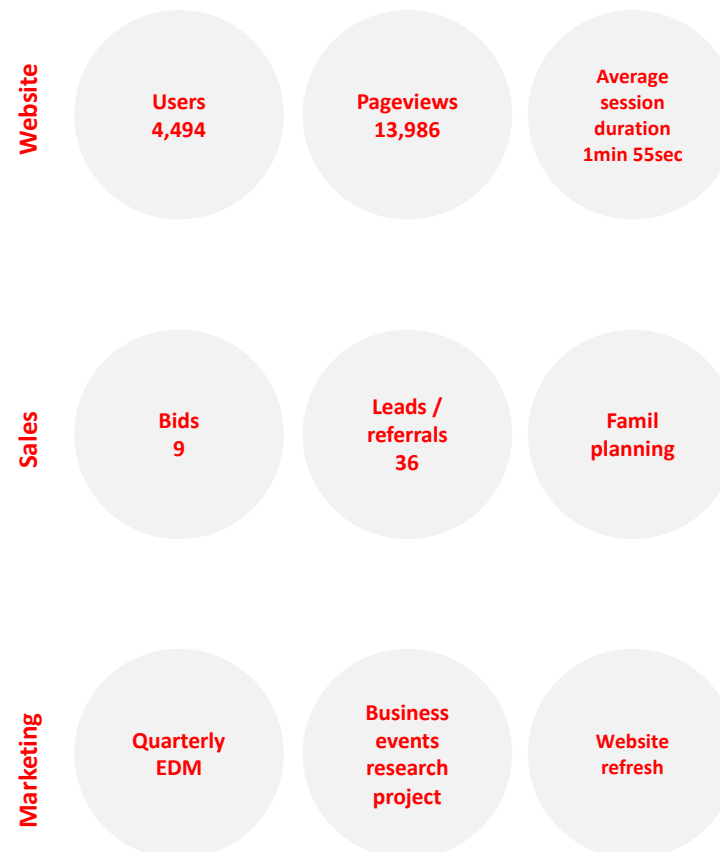 Website
Users
4,494
Pageviews
13,986
Average
session
duration
1min 55sec
Sales
Bids
9
Leads /
referrals
36
Famil
planning
Marketing
Quarterly
EDM
Business
events
research
project
Website
refresh